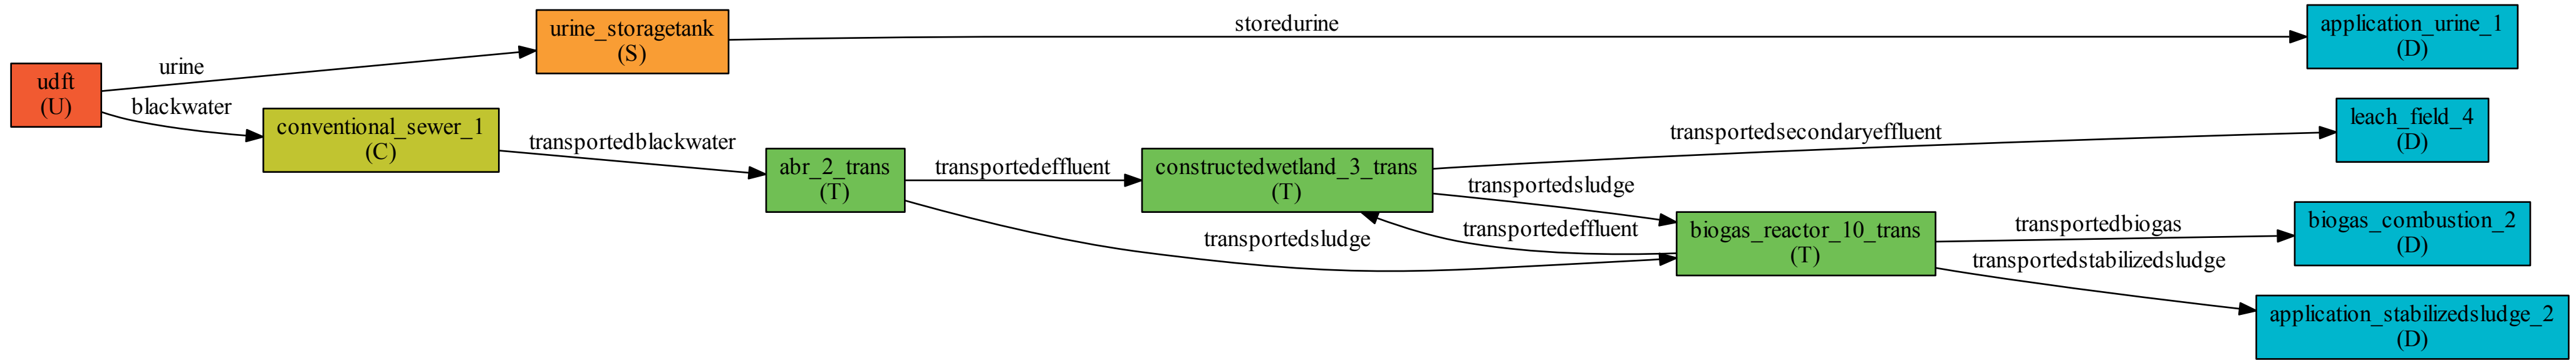 udft
(U)
urine
blackwater
urine_storagetank
(S)
storedurine
application_urine_1
(D)
conventional_sewer_1
(C)
transportedblackwater
abr_2_trans
(T)
transportedeffluent
transportedsludge
constructedwetland_3_trans
(T)
transportedsecondaryeffluent
transportedsludge
transportedeffluent
leach_field_4
(D)
biogas_reactor_10_trans
(T)
transportedbiogas
transportedstabilizedsludge
biogas_combustion_2
(D)
application_stabilizedsludge_2
(D)